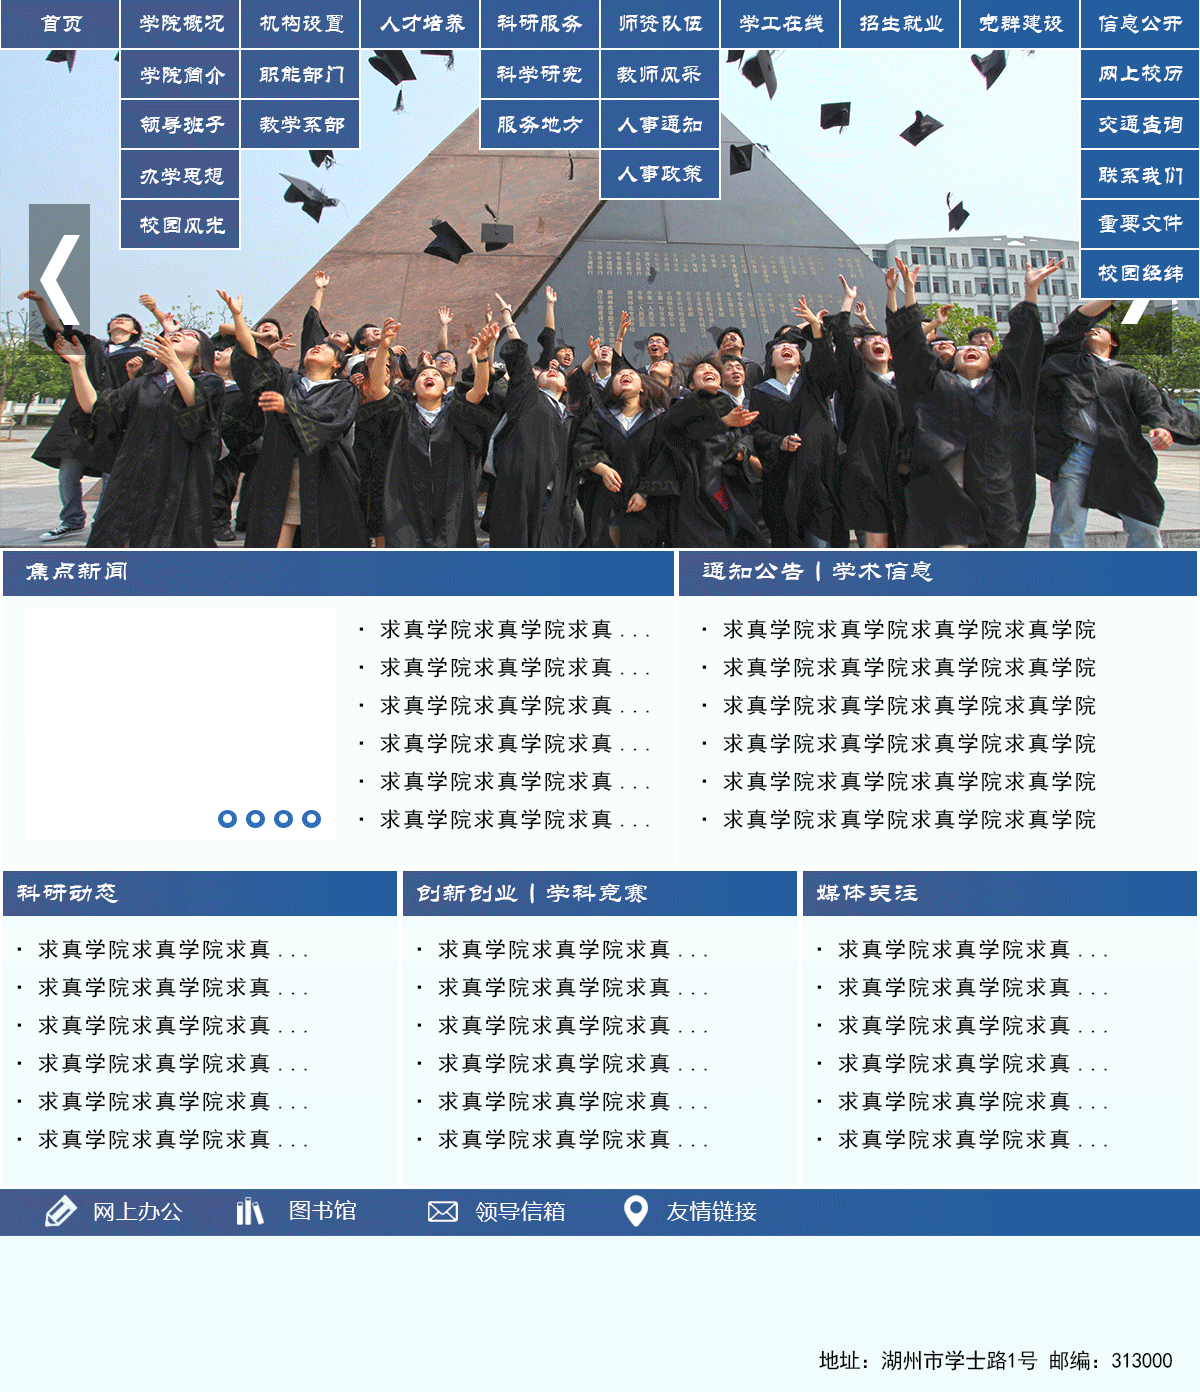 首页 学院概况 机构设置 人才培养 科研服务 师资队伍 学工在线 招生就业 党群建设 信息公开
学院简介 职能部门 科学研究 教师风采 网上校历
领导班子 教学系部 服务地方 人事通知 交通查询
办学思想 人事政策 联系我们
校园风光 重要文件
校园经纬
焦点新闻 通知公告 | 学术信息
· 求真学院求真学院求真... · 求真学院求真学院求真学院求真学院
· 求真学院求真学院求真... · 求真学院求真学院求真学院求真学院
· 求真学院求真学院求真... · 求真学院求真学院求真学院求真学院
· 求真学院求真学院求真... · 求真学院求真学院求真学院求真学院
· 求真学院求真学院求真... · 求真学院求真学院求真学院求真学院
· 求真学院求真学院求真... · 求真学院求真学院求真学院求真学院
科研动态 创新创业 | 学科竞赛 媒体关注
· 求真学院求真学院求真... · 求真学院求真学院求真... · 求真学院求真学院求真...
· 求真学院求真学院求真... · 求真学院求真学院求真... · 求真学院求真学院求真...
· 求真学院求真学院求真... · 求真学院求真学院求真... · 求真学院求真学院求真...
· 求真学院求真学院求真... · 求真学院求真学院求真... · 求真学院求真学院求真...
· 求真学院求真学院求真... · 求真学院求真学院求真... · 求真学院求真学院求真...
· 求真学院求真学院求真... · 求真学院求真学院求真... · 求真学院求真学院求真...
网上办公 图书馆 领导信箱 友情链接
地址：湖州市学士路1号 邮编：313000